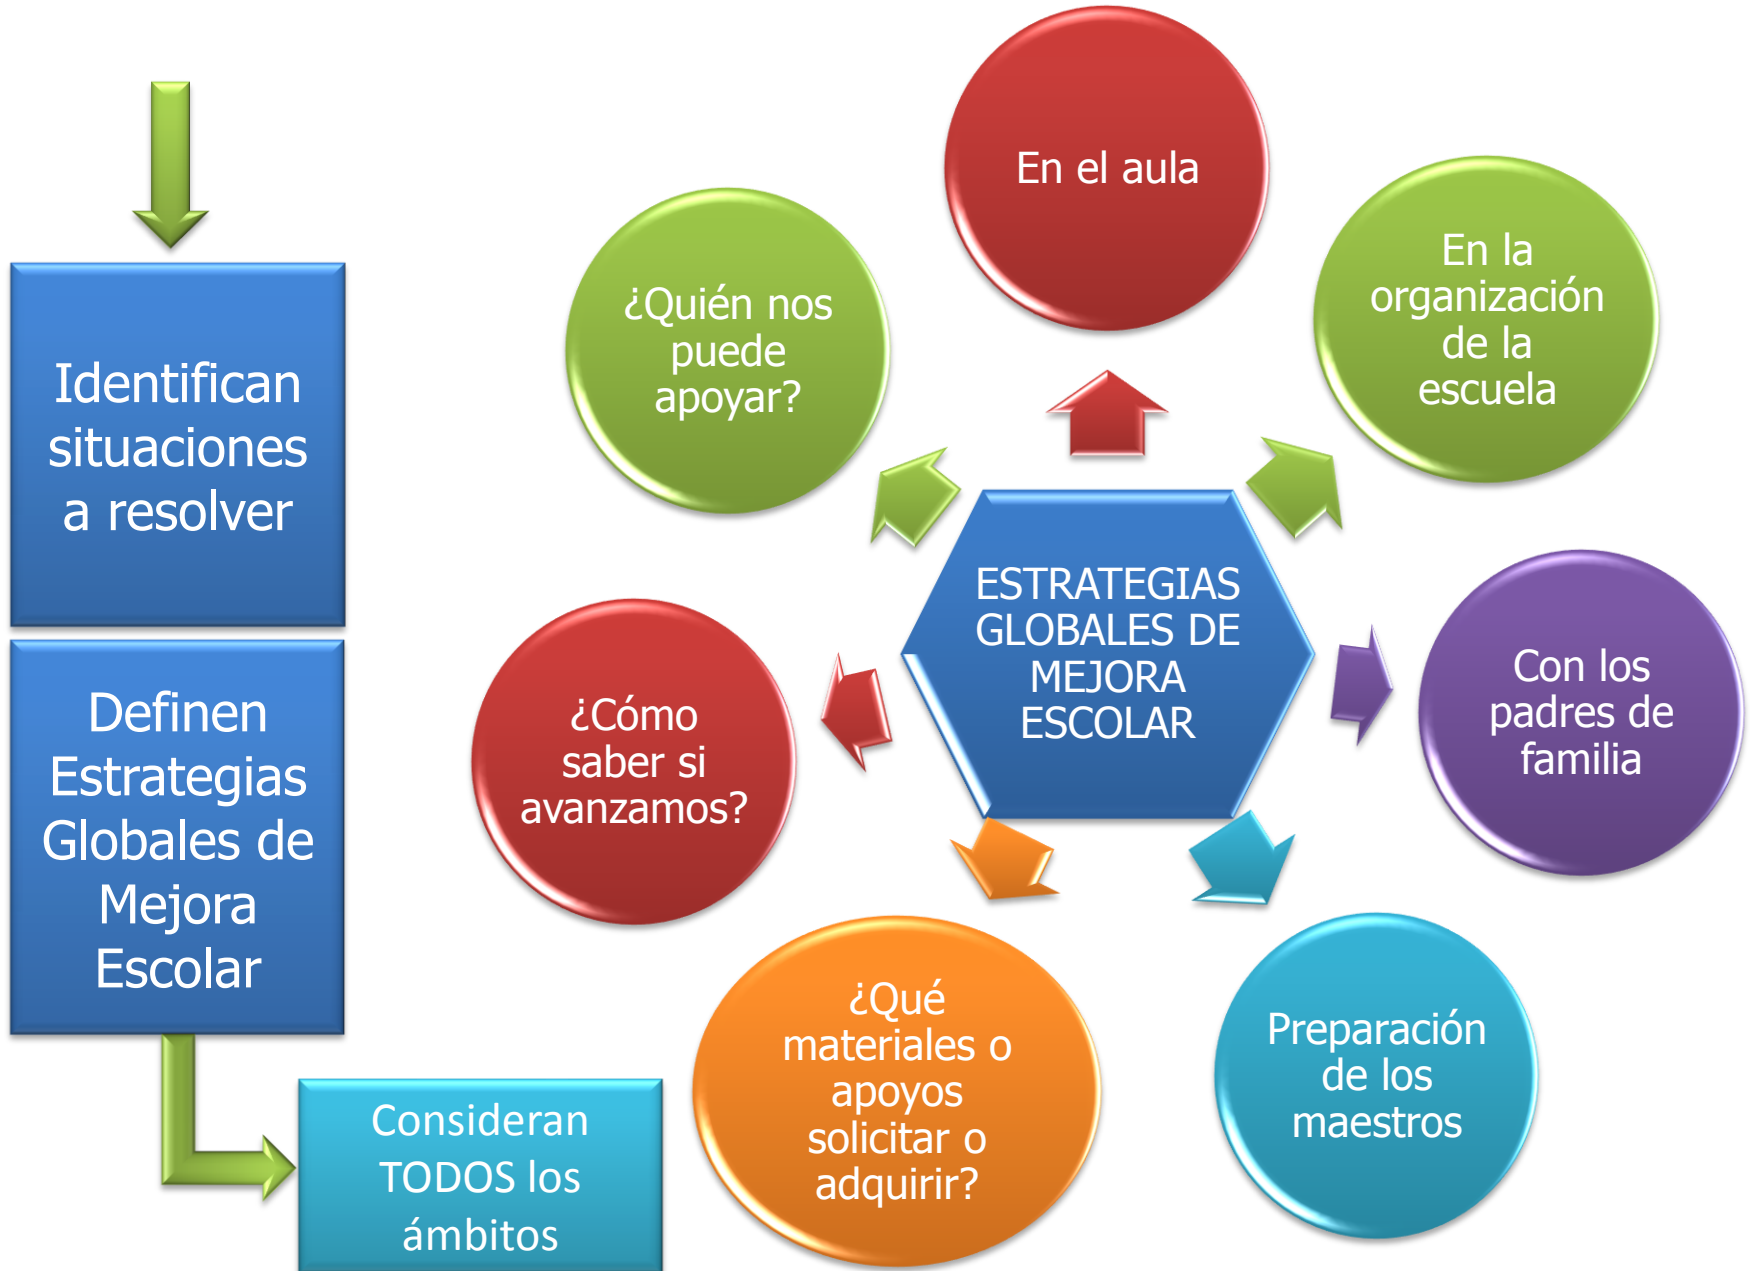 Identifican
situaciones
a resolver
Definen
Estrategias
Globales de
Mejora
Escolar
Consideran
TODOS los
ámbitos
ESTRATEGIAS
GLOBALES DE
MEJORA
ESCOLAR
En el aula
En la
organización
de la
escuela
Con los
padres de
familia
Preparación
de los
maestros
¿Qué
materiales o
apoyos
solicitar o
adquirir?
¿Cómo
saber si
avanzamos?
¿Quién nos
puede
apoyar?